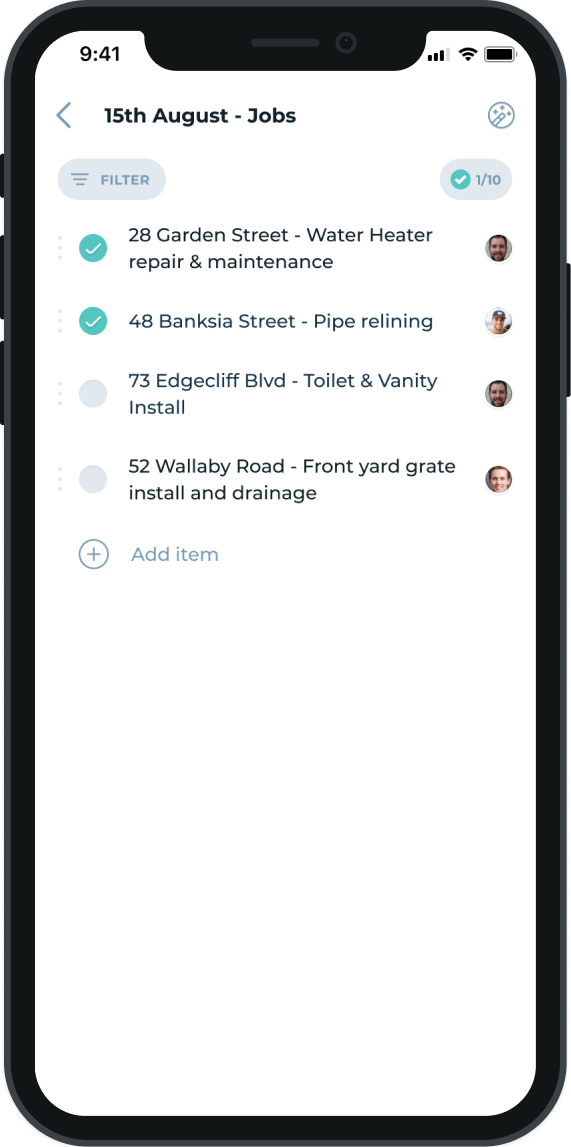 9:41
15th August - Jobs
FILTER
1/10
28 Garden Street - Water Heater
repair & maintenance
48 Banksia Street - Pipe relining
73 Edgecliff Blvd - Toilet & Vanity
Install
52 Wallaby Road - Front yard grate
install and drainage
Add item